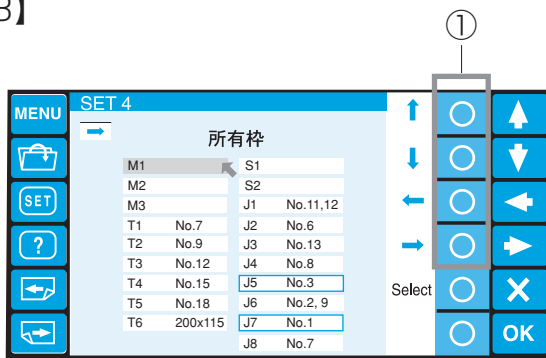 B】
①
MENU
SET 4
所有枠
M1
S1
M2
S2
M3
J1 No.11,12
T1 No.7
J2 No.6
T2 No.9
J3 No.13
T3 No.12
J4 No.8
T4 No.15
J5 No.3
T5 No.18
J6 No.2, 9
T6 200x115
J7 No.1
J8 No.7
SET
?
Select
OK